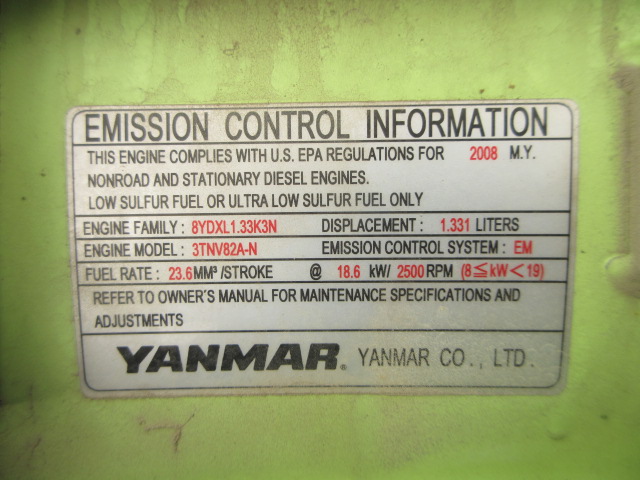 EMISSION CONTROL INFORMATION
THIS ENGINE COMPLIES WITH U.S. EPA REGULATIONS FOR 2008 M.Y.
NONROAD AND STATIONARY DIESEL ENGINES.
LOW SULFUR FUEL OR ULTRA LOW SULFUR FUEL ONLY
ENGINE FAMILY : 8YDXL1.33K3N DISPLACEMENT : 1.331 LITERS
ENGINE MODEL : 3TNV82A-N EMISSION CONTROL SYSTEM : EM
FUEL RATE : 23.6 MM³ /STROKE @ 18.6 kW/ 2500 RPM (8≦kW<19)
REFER TO OWNER'S MANUAL FOR MAINTENANCE SPECIFICATIONS AND
ADJUSTMENTS
YANMAR. YANMAR CO., LTD.